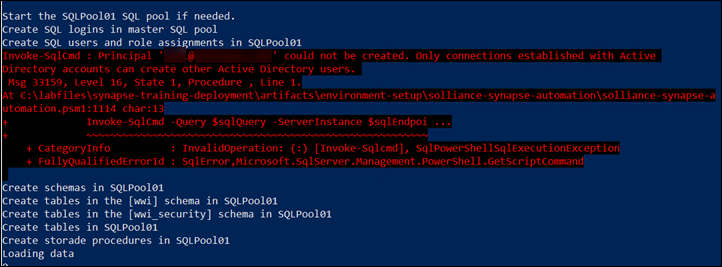 Start the SQLPool01 SQL pool if needed.
Create SQL logins in master SQL pool
Create SQL users and role assignments in SQLPool01
Invoke-SqlCmd : Principal ' @ ' could not be created. Only connections established with Active
Directory accounts can create other Active Directory users.
 Msg 33159, Level 16, State 1, Procedure , Line 1.
At C:\labfiles\synapse-training-deployment\artifacts\environment-setup\solliance-synapse-automation\solliance-synapse-a
utomation.psm1:1114 char:13
+             Invoke-SqlCmd -Query $sqlQuery -ServerInstance $sqlEndpoi ...
+             ~~~~~~~~~~~~~~~~~~~~~~~~~~~~~~~~~~~~~~~~~~~~~~~~~~~~~~~~~
    + CategoryInfo          : InvalidOperation: (:) [Invoke-Sqlcmd], SqlPowerShellSqlExecutionException
    + FullyQualifiedErrorId : SqlError,Microsoft.SqlServer.Management.PowerShell.GetScriptCommand
Create schemas in SQLPool01
Create tables in the [wwi] schema in SQLPool01
Create tables in the [wwi_security] schema in SQLPool01
Create tables in SQLPool01
Create storade procedures in SQLPool01
Loading data